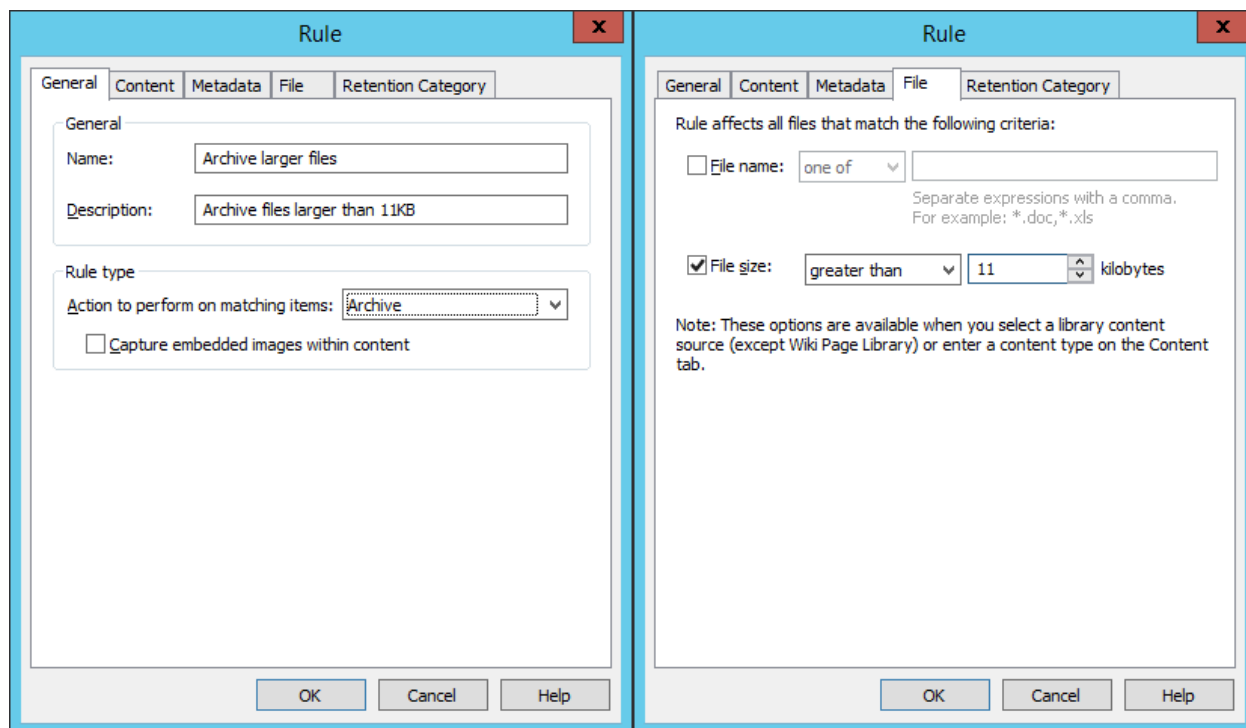 Rule
x
General
Content
Metadata
File
Retention Category
General
Name:
Archive larger files
Description:
Archive files larger than 11KB
Rule type
Action to perform on matching items:
Archive
Capture embedded images within content
OK
Cancel
Help
Rule
x
General
Content
Metadata
File
Retention Category
Rule affects all files that match the following criteria:
File name:
one of
Separate expressions with a comma.
For example: *.doc,*.xls
File size:
greater than
11
kilobytes
Note: These options are available when you select a library content
source (except Wiki Page Library) or enter a content type on the Content
tab.
OK
Cancel
Help